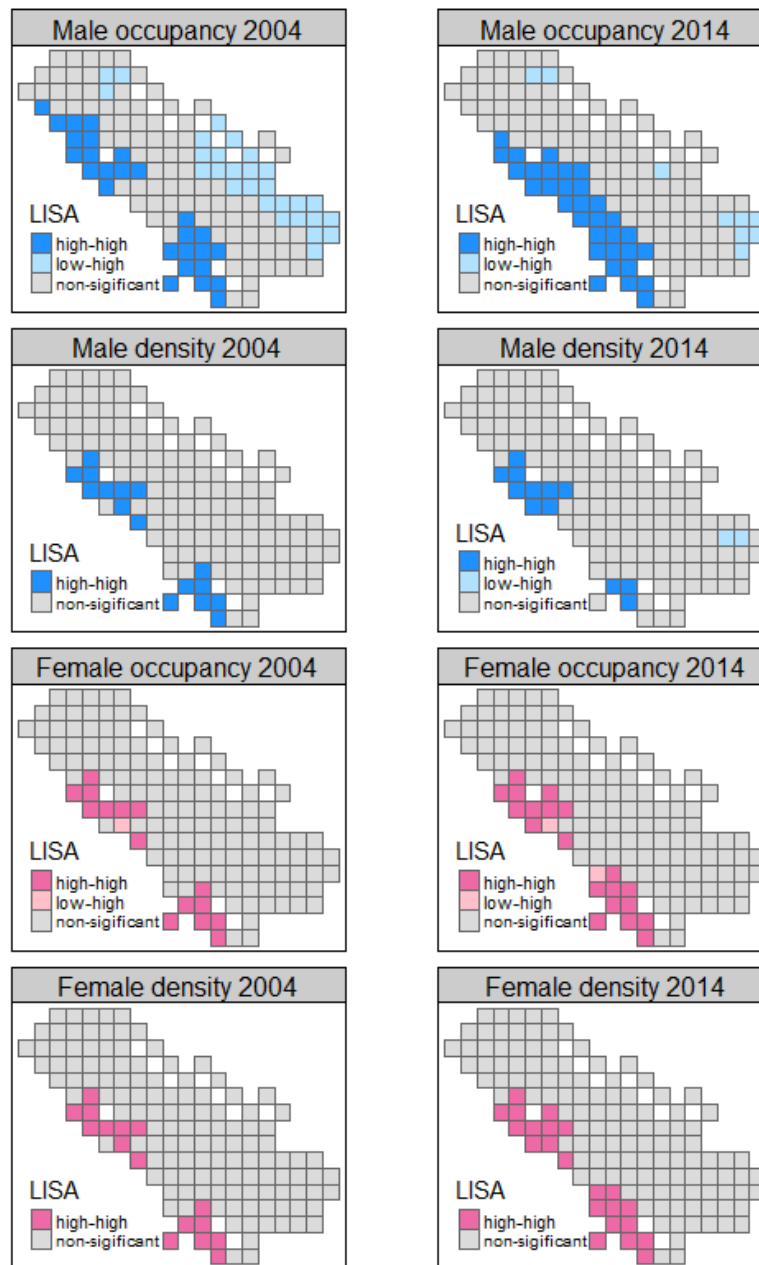 Male occupancy 2004
Male occupancy 2014
LISA
high-high
low-high
non-sigificant
LISA
high-high
low-high
non-sigificant
Male density 2004
Male density 2014
LISA
high-high
non-sigificant
LISA
high-high
low-high
non-sigificant
Female occupancy 2004
Female occupancy 2014
LISA
high-high
low-high
non-sigificant
LISA
high-high
low-high
non-sigificant
Female density 2004
Female density 2014
LISA
high-high
non-sigificant
LISA
high-high
non-sigificant